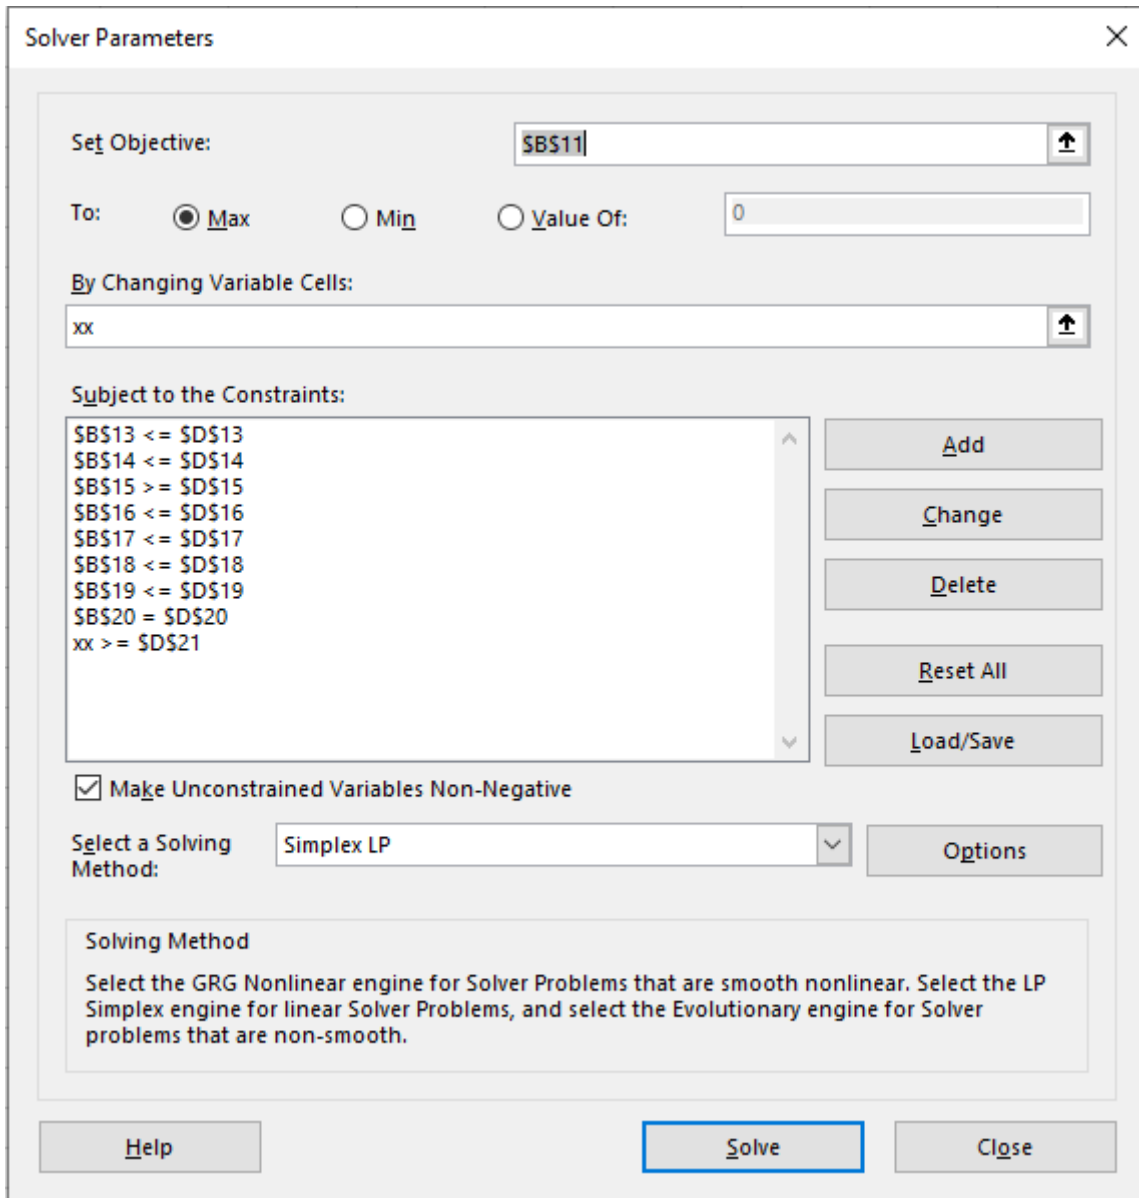 Solver Parameters
Set Objective: $B$11
To: Max Min Value Of: 0
By Changing Variable Cells:
xx
Subject to the Constraints:
$B$13 <= $D$13
$B$14 <= $D$14
$B$15 >= $D$15
$B$16 <= $D$16
$B$17 <= $D$17
$B$18 <= $D$18
$B$19 <= $D$19
$B$20 = $D$20
xx >= $D$21
Add
Change
Delete
Reset All
Load/Save
Make Unconstrained Variables Non-Negative
Select a Solving
Method:
Simplex LP
Options
Solving Method
Select the GRG Nonlinear engine for Solver Problems that are smooth nonlinear. Select the LP
Simplex engine for linear Solver Problems, and select the Evolutionary engine for Solver
problems that are non-smooth.
Help Solve Close